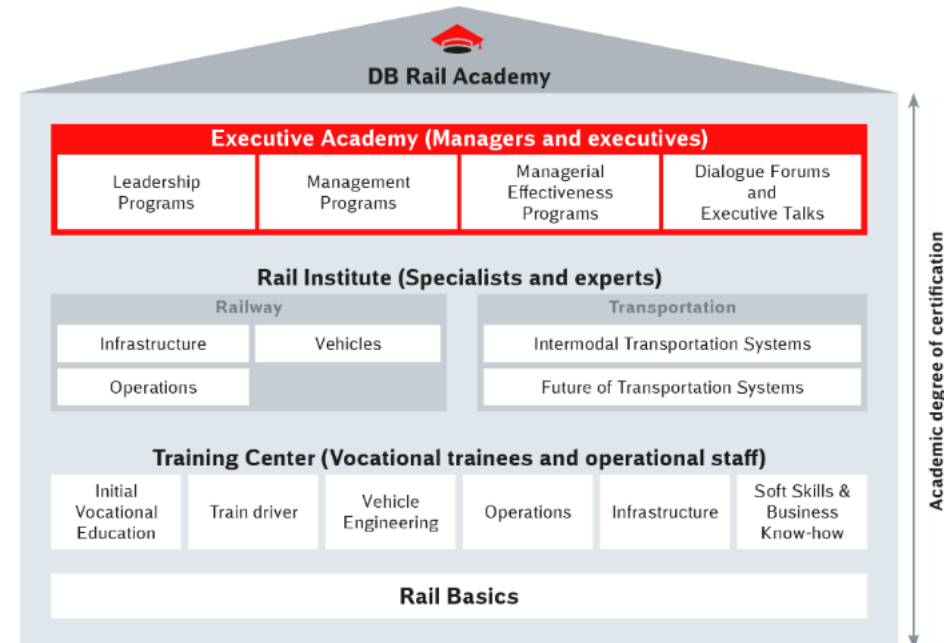 DB Rail Academy
Executive Academy (Managers and executives)
Leadership
Programs
Management
Programs
Managerial
Effectiveness
Programs
Dialogue Forums
and
Executive Talks
Rail Institute (Specialists and experts)
Railway
Infrastructure
Vehicles
Operations
Transportation
Intermodal Transportation Systems
Future of Transportation Systems
Training Center (Vocational trainees and operational staff)
Initial
Vocational
Education
Train driver
Vehicle
Engineering
Operations
Infrastructure
Soft Skills &
Business
Know-how
Rail Basics
Academic degree of certification